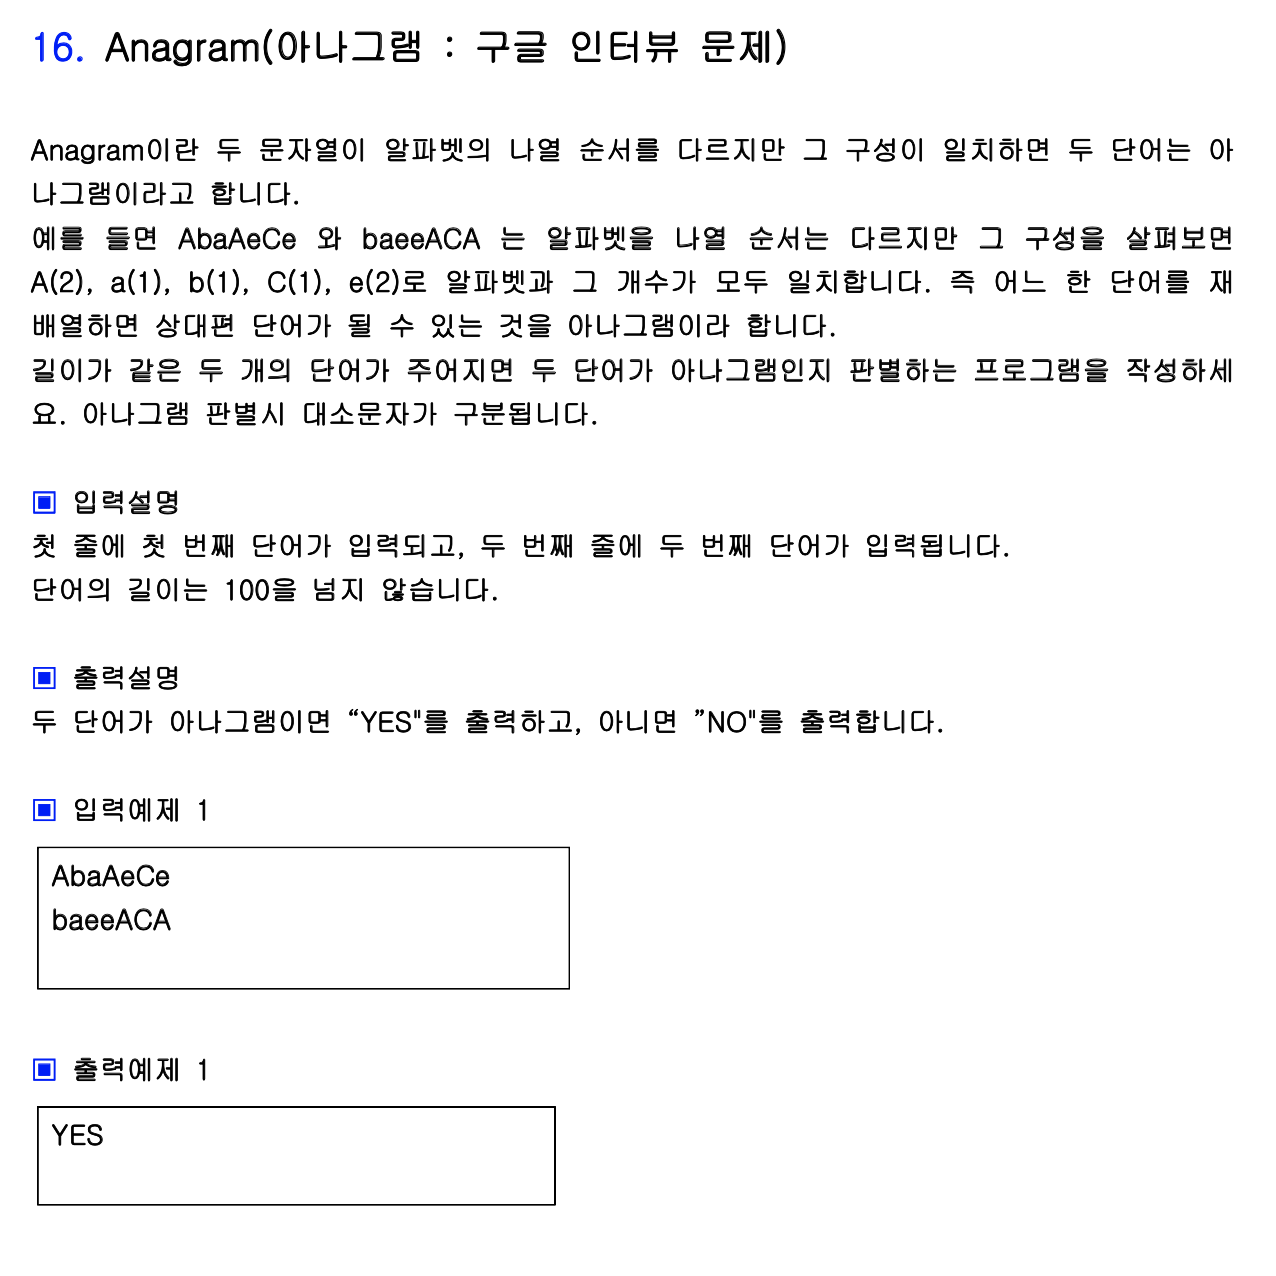 16. Anagram(아나그램 : 구글 인터뷰 문제)
Anagram이란 두 문자열이 알파벳의 나열 순서를 다르지만 그 구성이 일치하면 두 단어는 아
나그램이라고 합니다.
예를 들면 AbaAeCe 와 baeeACA 는 알파벳을 나열 순서는 다르지만 그 구성을 살펴보면
A(2), a(1), b(1), C(1), e(2)로 알파벳과 그 개수가 모두 일치합니다. 즉 어느 한 단어를 재
배열하면 상대편 단어가 될 수 있는 것을 아나그램이라 합니다.
길이가 같은 두 개의 단어가 주어지면 두 단어가 아나그램인지 판별하는 프로그램을 작성하세
요. 아나그램 판별시 대소문자가 구분됩니다.
▣ 입력설명
첫 줄에 첫 번째 단어가 입력되고, 두 번째 줄에 두 번째 단어가 입력됩니다.
단어의 길이는 100을 넘지 않습니다.
▣ 출력설명
두 단어가 아나그램이면 “YES"를 출력하고, 아니면 ”NO"를 출력합니다.
▣ 입력예제 1
AbaAeCe
baeeACA
▣ 출력예제 1
YES